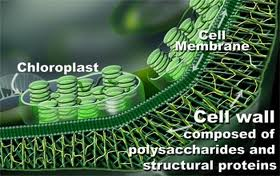 Cell
Membrane
Chloroplast
Cell wall
composed of
polysaccharides and
structural proteins